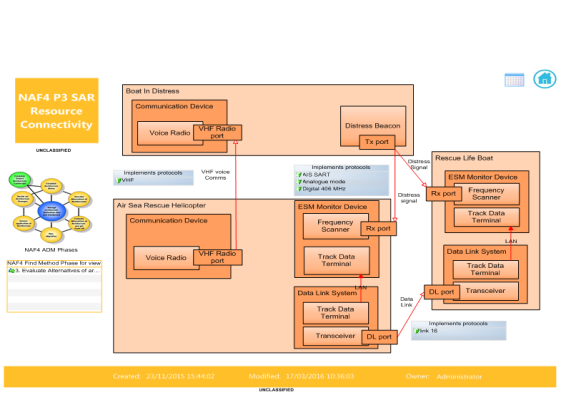 NAF4 P3 SAR
Resource
Connectivity
UNCLASSIFIED
NAF4 ADM Phases
NAF4 Find Method Phase for view
3- Evaluate Alternatives of ar...
Boat In Distress
Communication Device
Voice Radio
VHF Radio
port
Distress Beacon
Tx port
Implements protocols
VHF
VHF voice
Comms
Implements protocols
AIS SART
Analogue mode
Digital 406 MHz
Distress
Signal
Distress
signal
Air Sea Rescue Helicopter
Communication Device
Voice Radio
VHF Radio
port
ESM Monitor Device
Frequency
Scanner
Rx port
Track Data
Terminal
LAN
Data Link System
Track Data
Terminal
Transceiver
DL port
Data
Link
Rescue Life Boat
ESM Monitor Device
Frequency
Scanner
Rx port
Track Data
Terminal
LAN
Data Link System
Track Data
Terminal
DL port
Transceiver
Implements protocols
link 16
Created: 23/11/2015 15:44:02
Modified: 17/03/2016 10:36:03
Owner: Administrator
UNCLASSIFIED